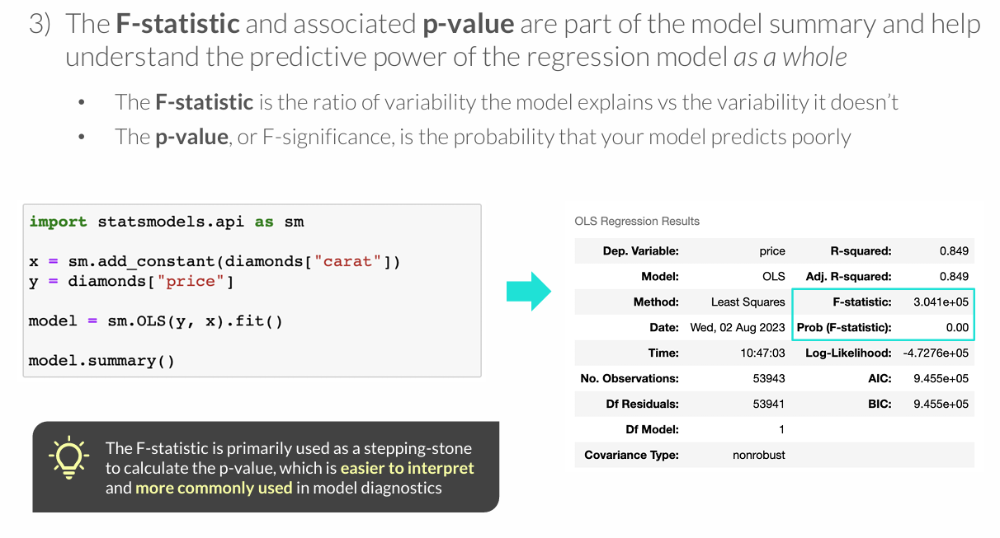 3) The F-statistic and associated p-value are part of the model summary and help
understand the predictive power of the regression model as a whole
• The F-statistic is the ratio of variability the model explains vs the variability it doesn’t
• The p-value, or F-significance, is the probability that your model predicts poorly
import statsmodels.api as sm
x = sm.add_constant(diamonds["carat"])
y = diamonds["price"]
model = sm.OLS(y, x).fit()
model.summary()
The F-statistic is primarily used as a stepping-stone
to calculate the p-value, which is easier to interpret
and more commonly used in model diagnostics
OLS Regression Results
Dep. Variable: price R-squared: 0.849
Model: OLS Adj. R-squared: 0.849
Method: Least Squares F-statistic: 3.041e+05
Date: Wed, 02 Aug 2023 Prob (F-statistic): 0.00
Time: 10:47:03 Log-Likelihood: -4.7276e+05
No. Observations: 53943 AIC: 9.455e+05
Df Residuals: 53941 BIC: 9.455e+05
Df Model: 1
Covariance Type: nonrobust